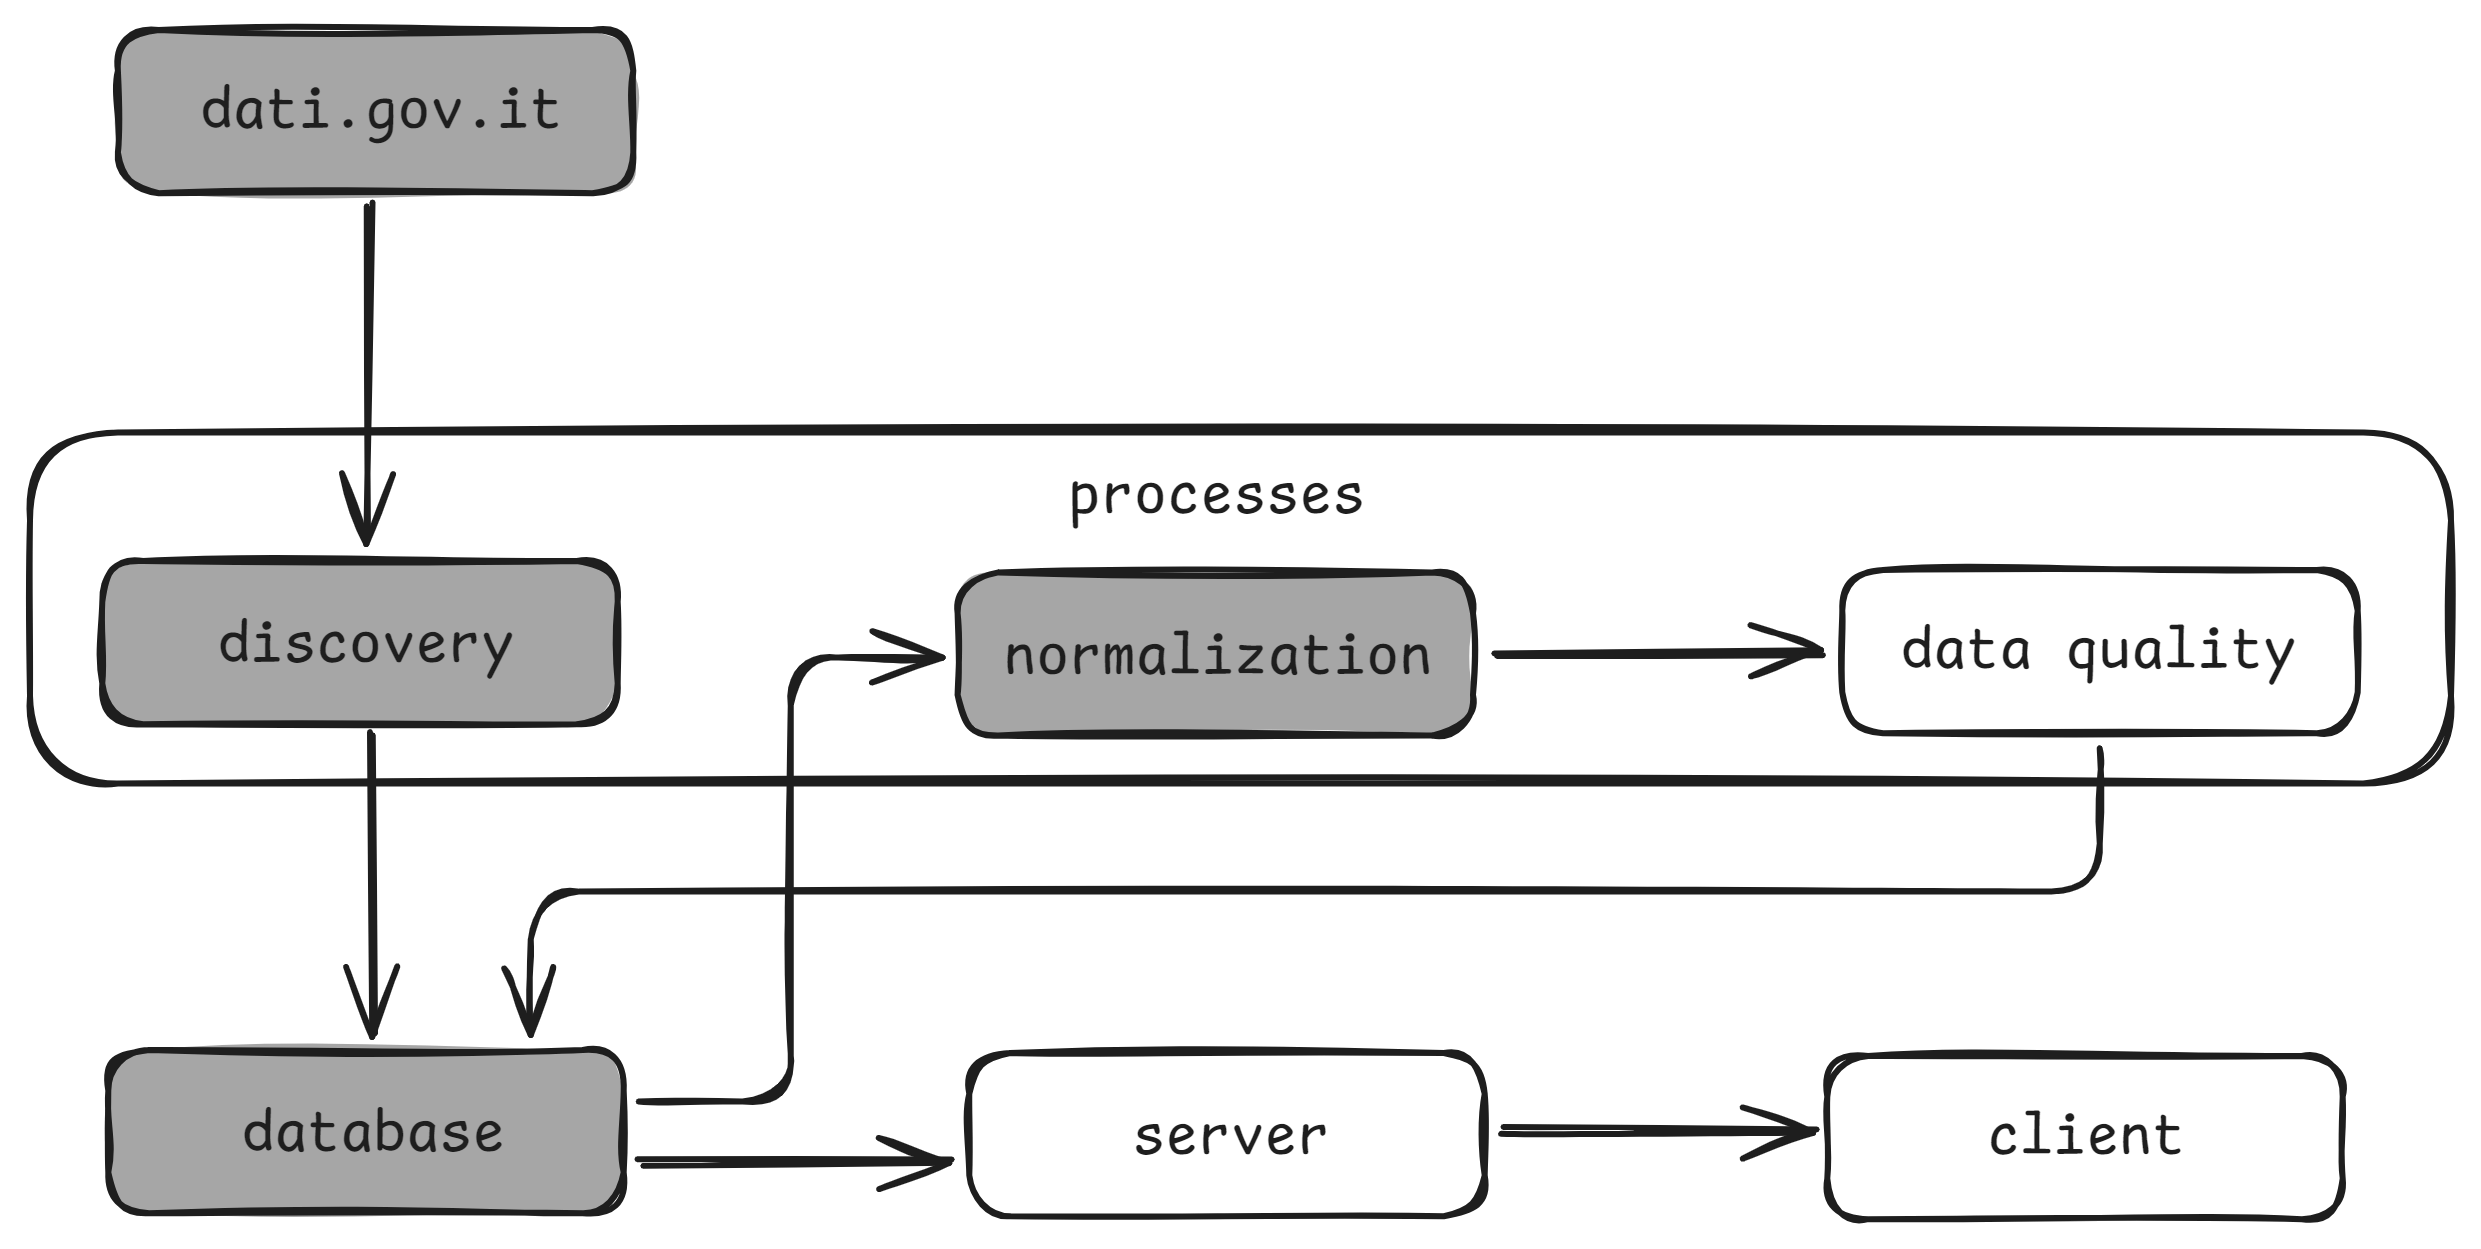 dati.gov.it
processes
discovery
normalization
data quality
database
server
client